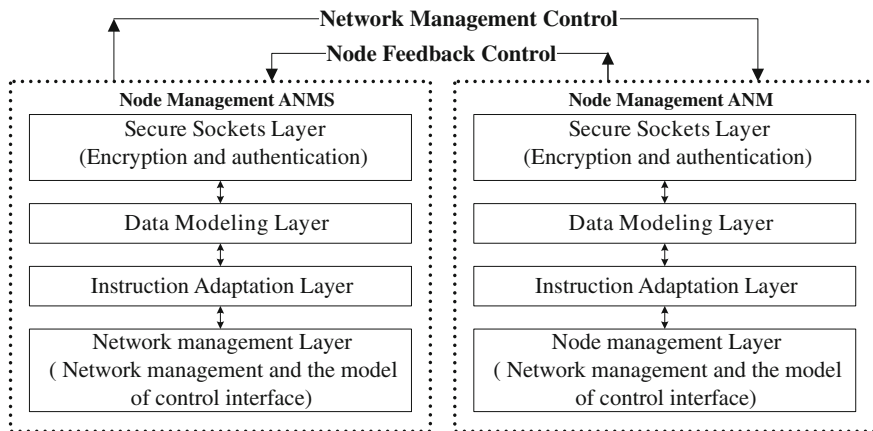 Network Management Control
Node Feedback Control
Node Management ANMS
Secure Sockets Layer
(Encryption and authentication)
Data Modeling Layer
Instruction Adaptation Layer
Network management Layer
( Network management and the model
of control interface)
Node Management ANM
Secure Sockets Layer
(Encryption and authentication)
Data Modeling Layer
Instruction Adaptation Layer
Node management Layer
( Network management and the model
of control interface)